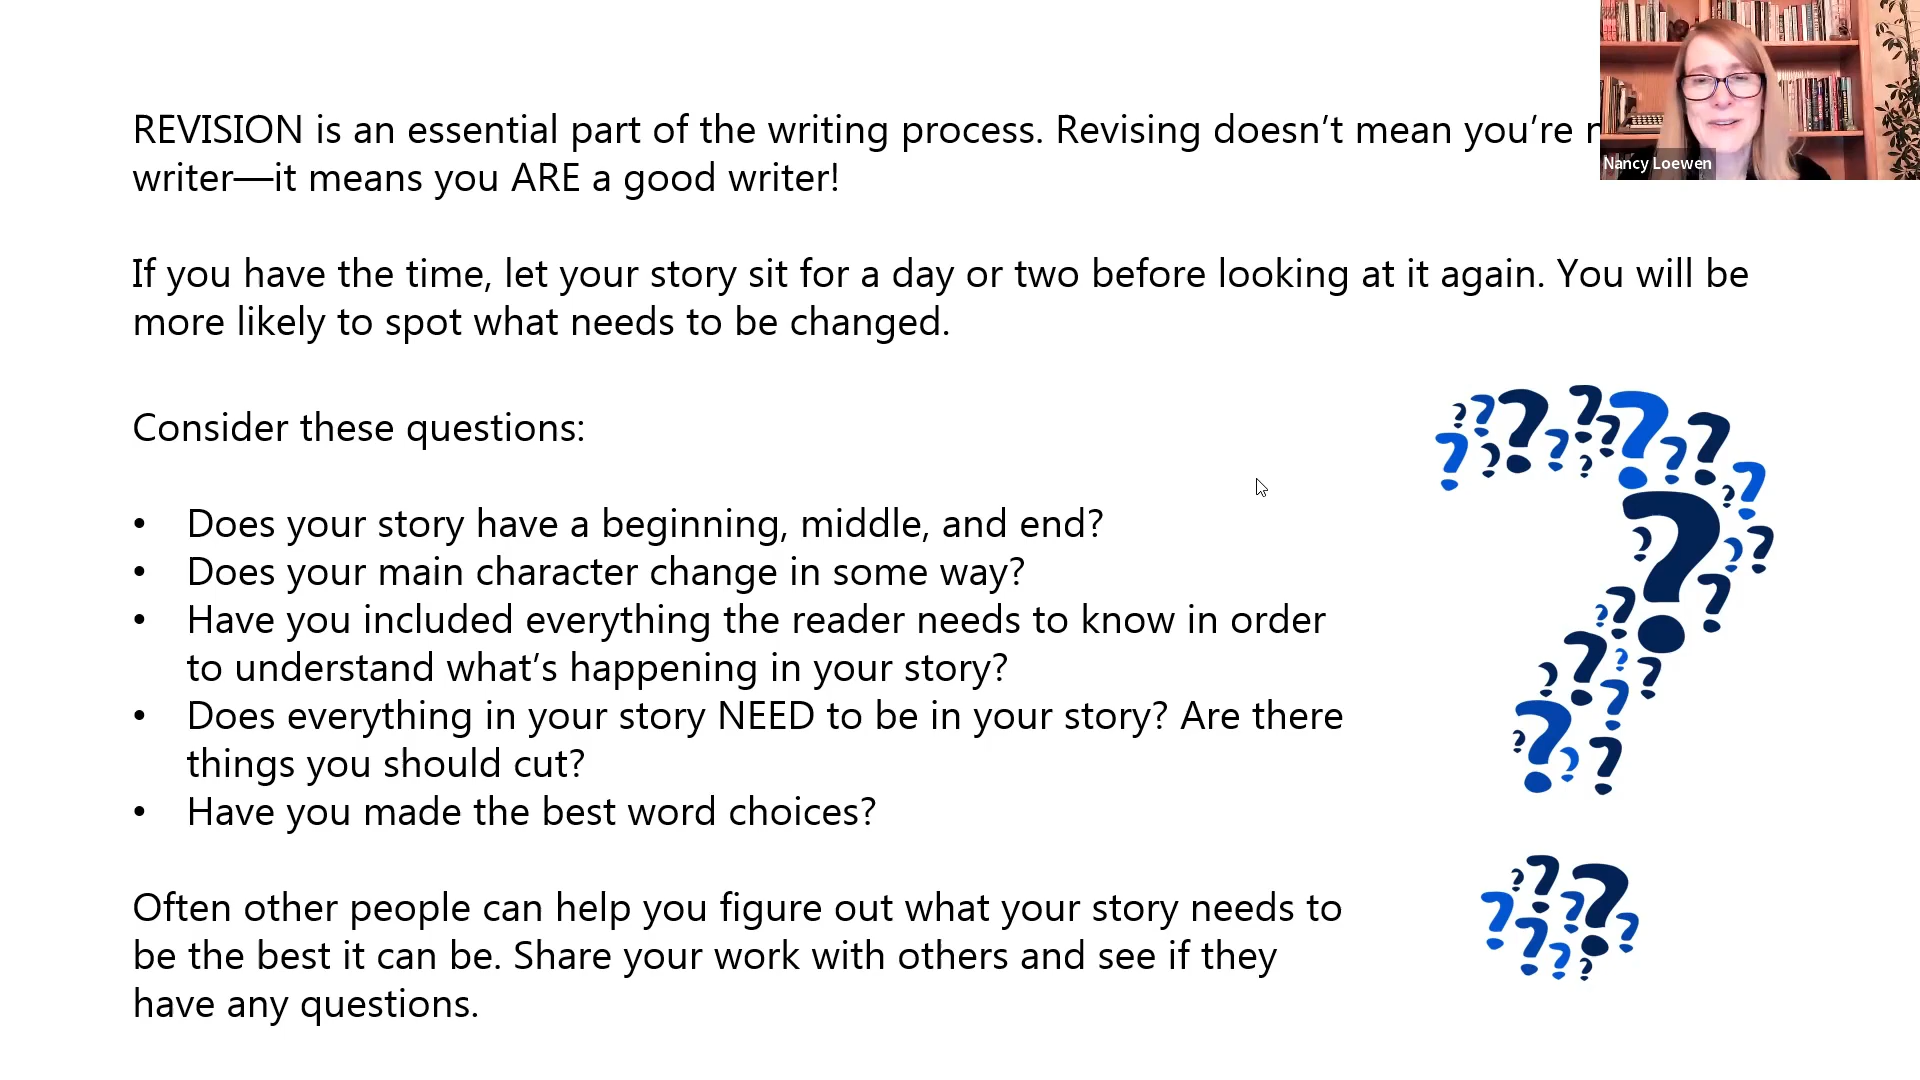 REVISION is an essential part of the writing process. Revising doesn’t mean you’re
writer—it means you ARE a good writer!
Nancy Loewen
If you have the time, let your story sit for a day or two before looking at it again. You will be
more likely to spot what needs to be changed.
Consider these questions:
• Does your story have a beginning, middle, and end?
• Does your main character change in some way?
• Have you included everything the reader needs to know in order
to understand what’s happening in your story?
• Does everything in your story NEED to be in your story? Are there
things you should cut?
• Have you made the best word choices?
Often other people can help you figure out what your story needs to
be the best it can be. Share your work with others and see if they
have any questions.